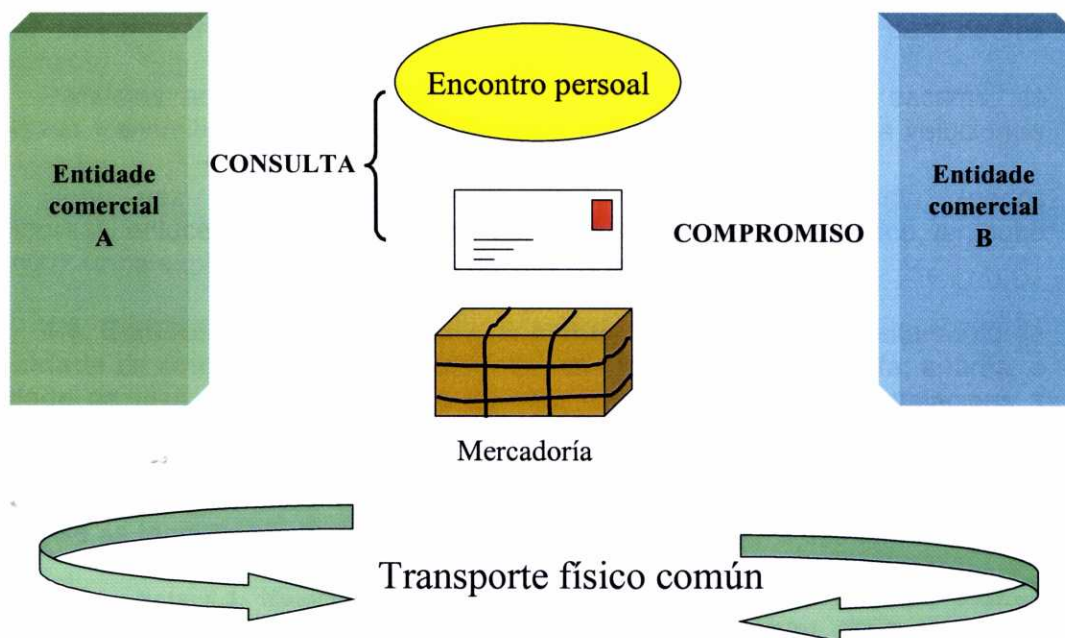 Encontro persoal
CONSULTA
Entidade
comercial
A
COMPROMISO
Entidade
comercial
B
Mercadoría
Transporte físico común